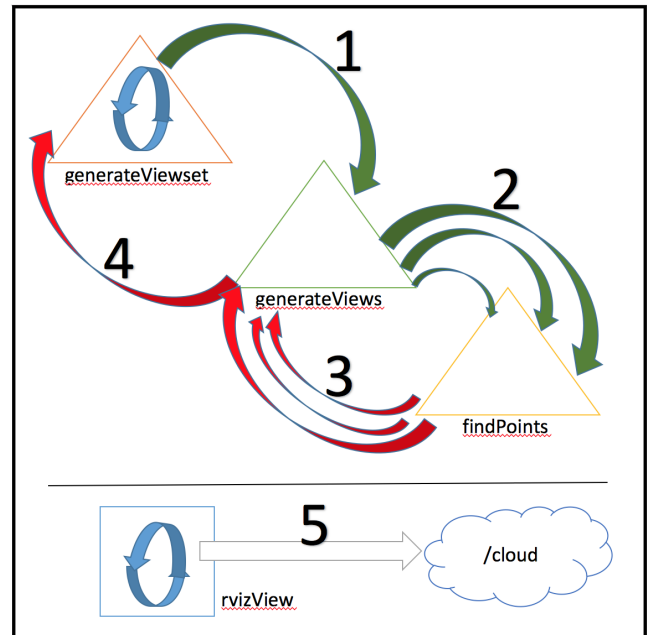 1
generateViewset
2
4
generateViews
3
findPoints
5
/cloud
rvizView